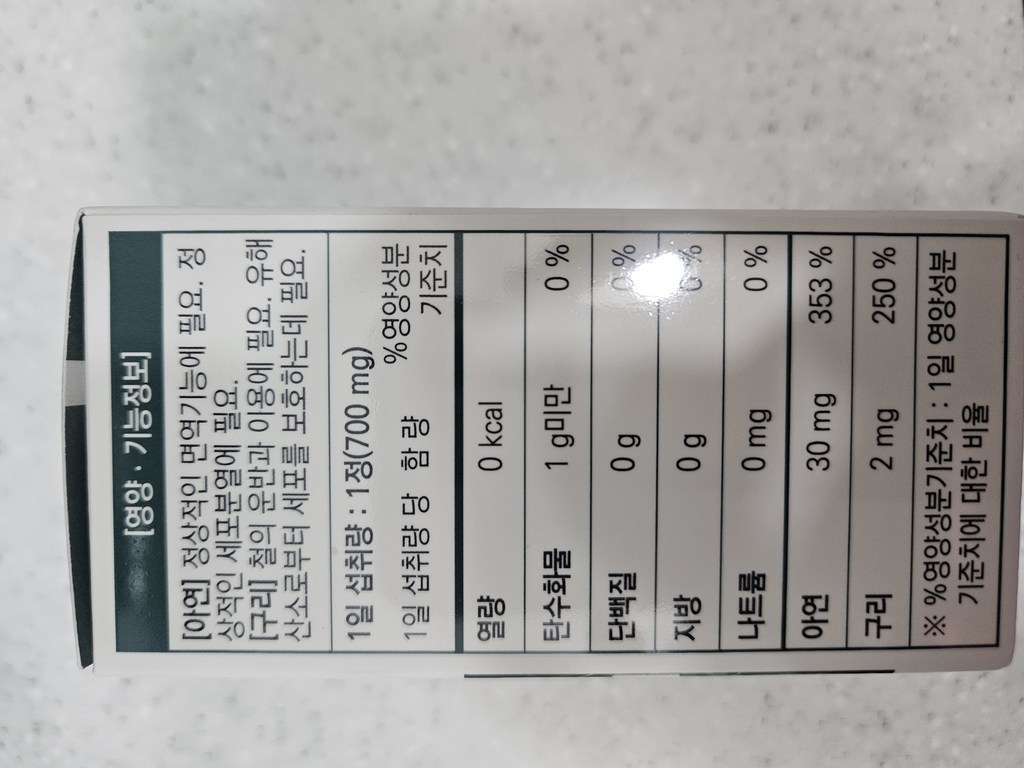 [영양 · 기능정보]
[아연] 정상적인 면역기능에 필요. 정
상적인 세포분열에 필요.
[구리] 철의 운반과 이용에 필요. 유해
산소로부터 세포를 보호하는데 필요.
1일 섭취량 : 1정(700 mg)
1일 섭취량당 함량 %영양성분
기준치
열량 0 kcal
탄수화물 1 g미만 0 %
단백질 0 g 0 %
지방 0 g 0 %
나트륨 0 mg 0 %
아연 30 mg 353 %
구리 2 mg 250 %
※ %영양성분기준치 : 1일 영양성분
기준치에 대한 비율